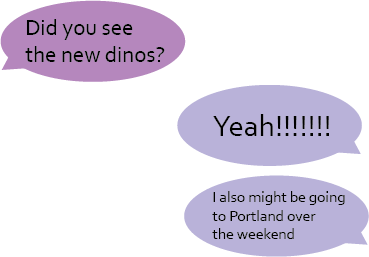 Did you see
the new dinos?
Yeah!!!!!!!
I also might be going
to Portland over
the weekend